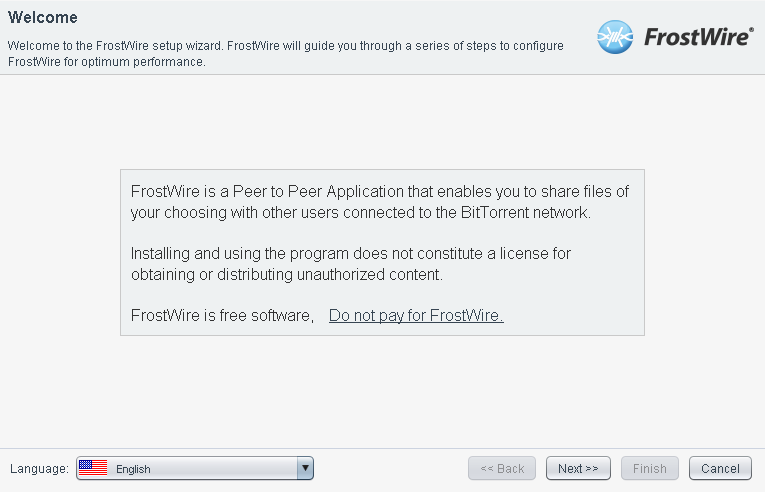 Welcome
Welcome to the FrostWire setup wizard. FrostWire will guide you through a series of steps to configure
FrostWire for optimum performance.
FrostWire®
FrostWire is a Peer to Peer Application that enables you to share files of
your choosing with other users connected to the BitTorrent network.
Installing and using the program does not constitute a license for
obtaining or distributing unauthorized content.
FrostWire is free software, Do not pay for FrostWire.
Language: English << Back Next >> Finish Cancel